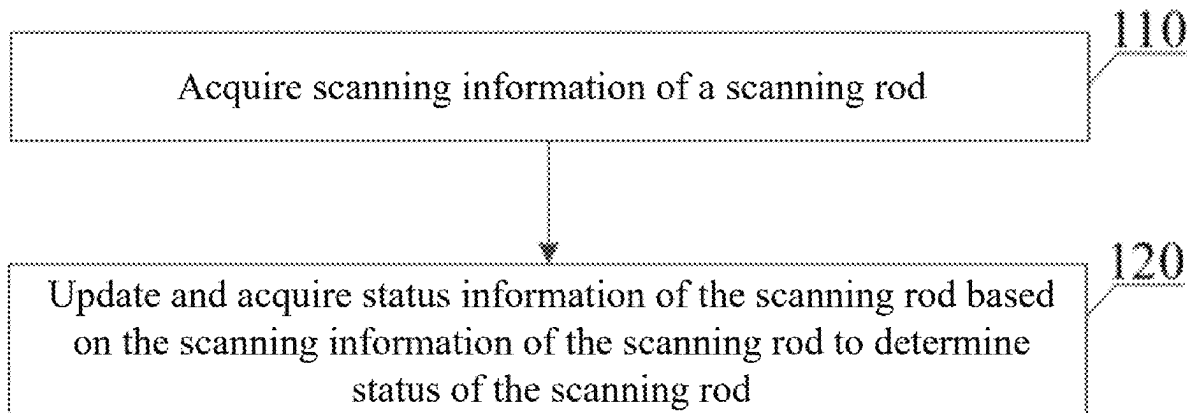 110
Acquire scanning information of a scanning rod
120
Update and acquire status information of the scanning rod based
on the scanning information of the scanning rod to determine
status of the scanning rod